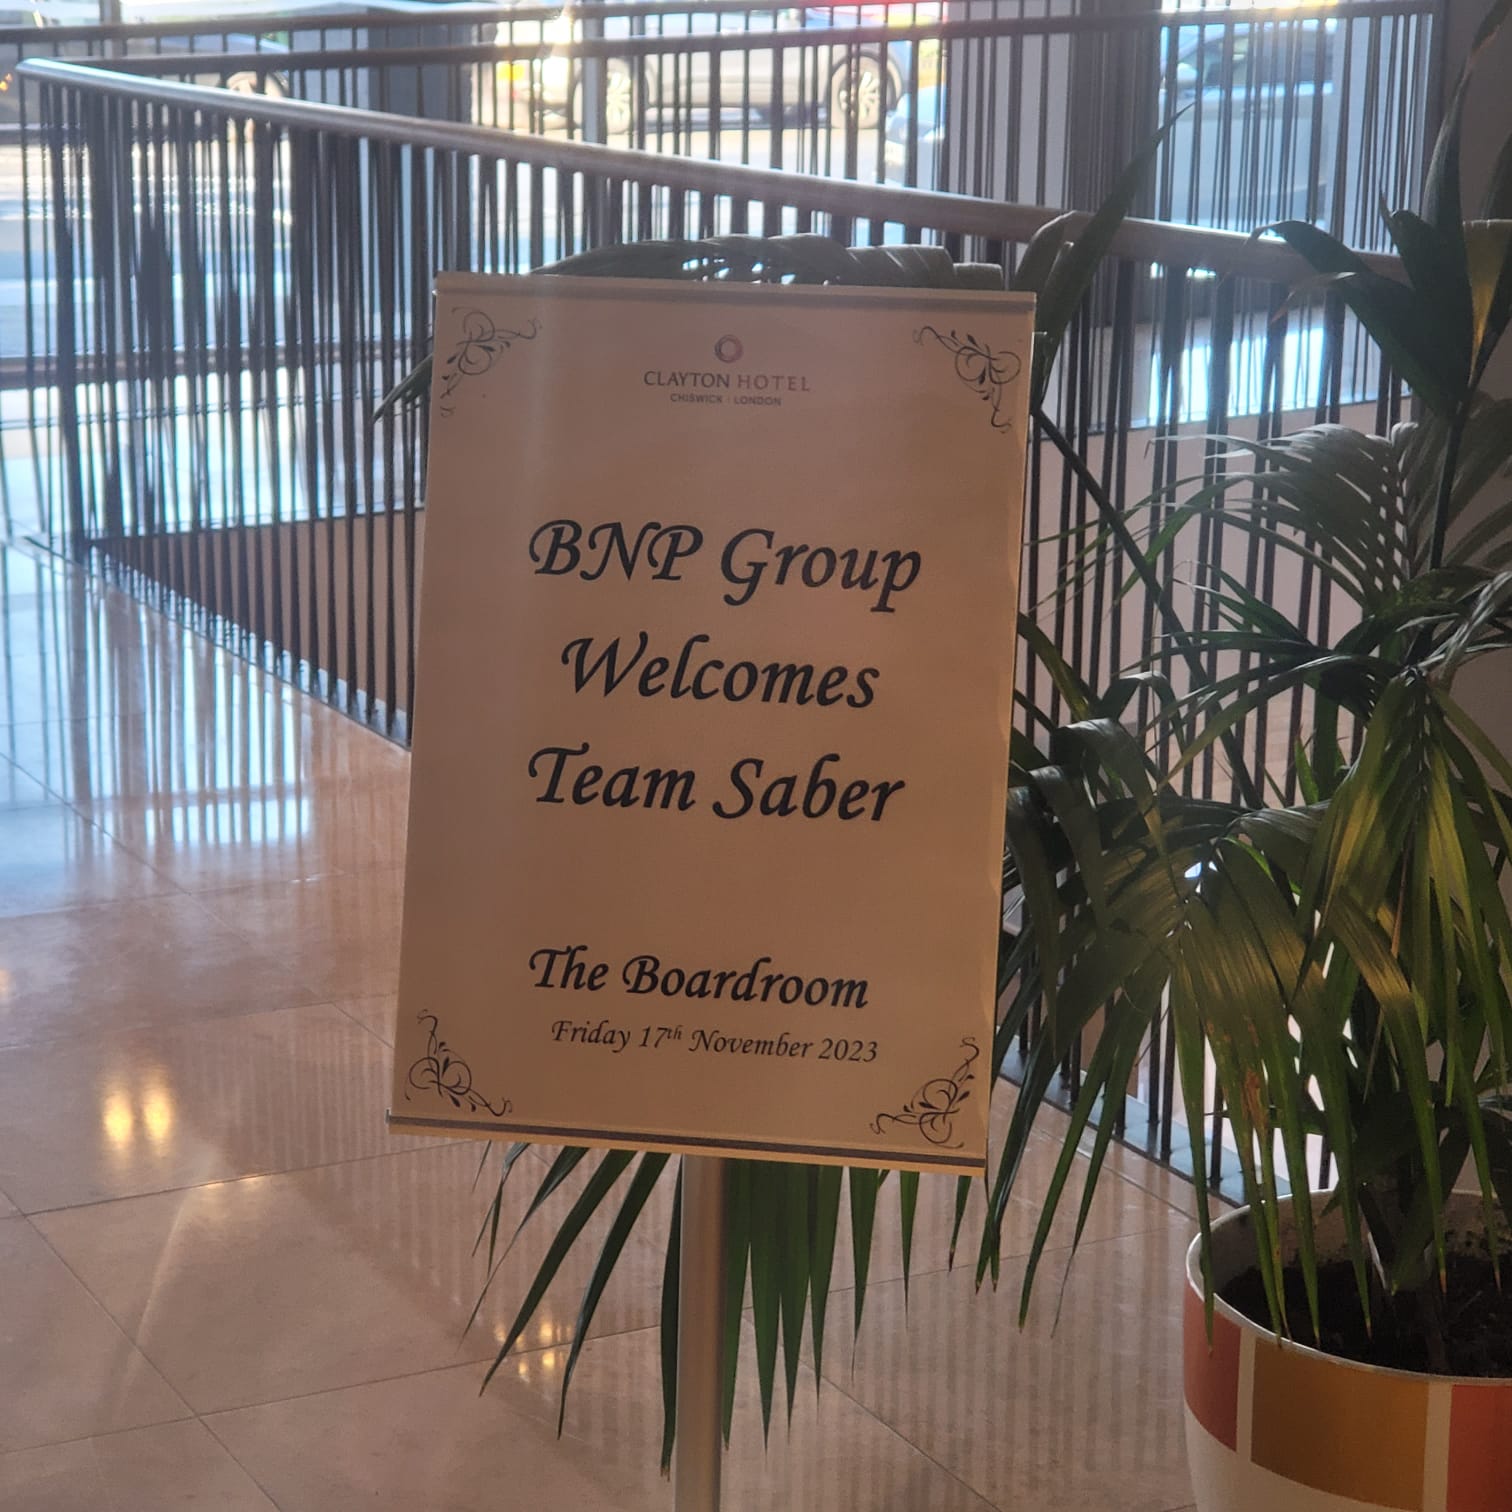 CLAYTON HOTEL
CHISWICK | LONDON
BNP Group
Welcomes
Team Saber
The Boardroom
Friday 17th November 2023